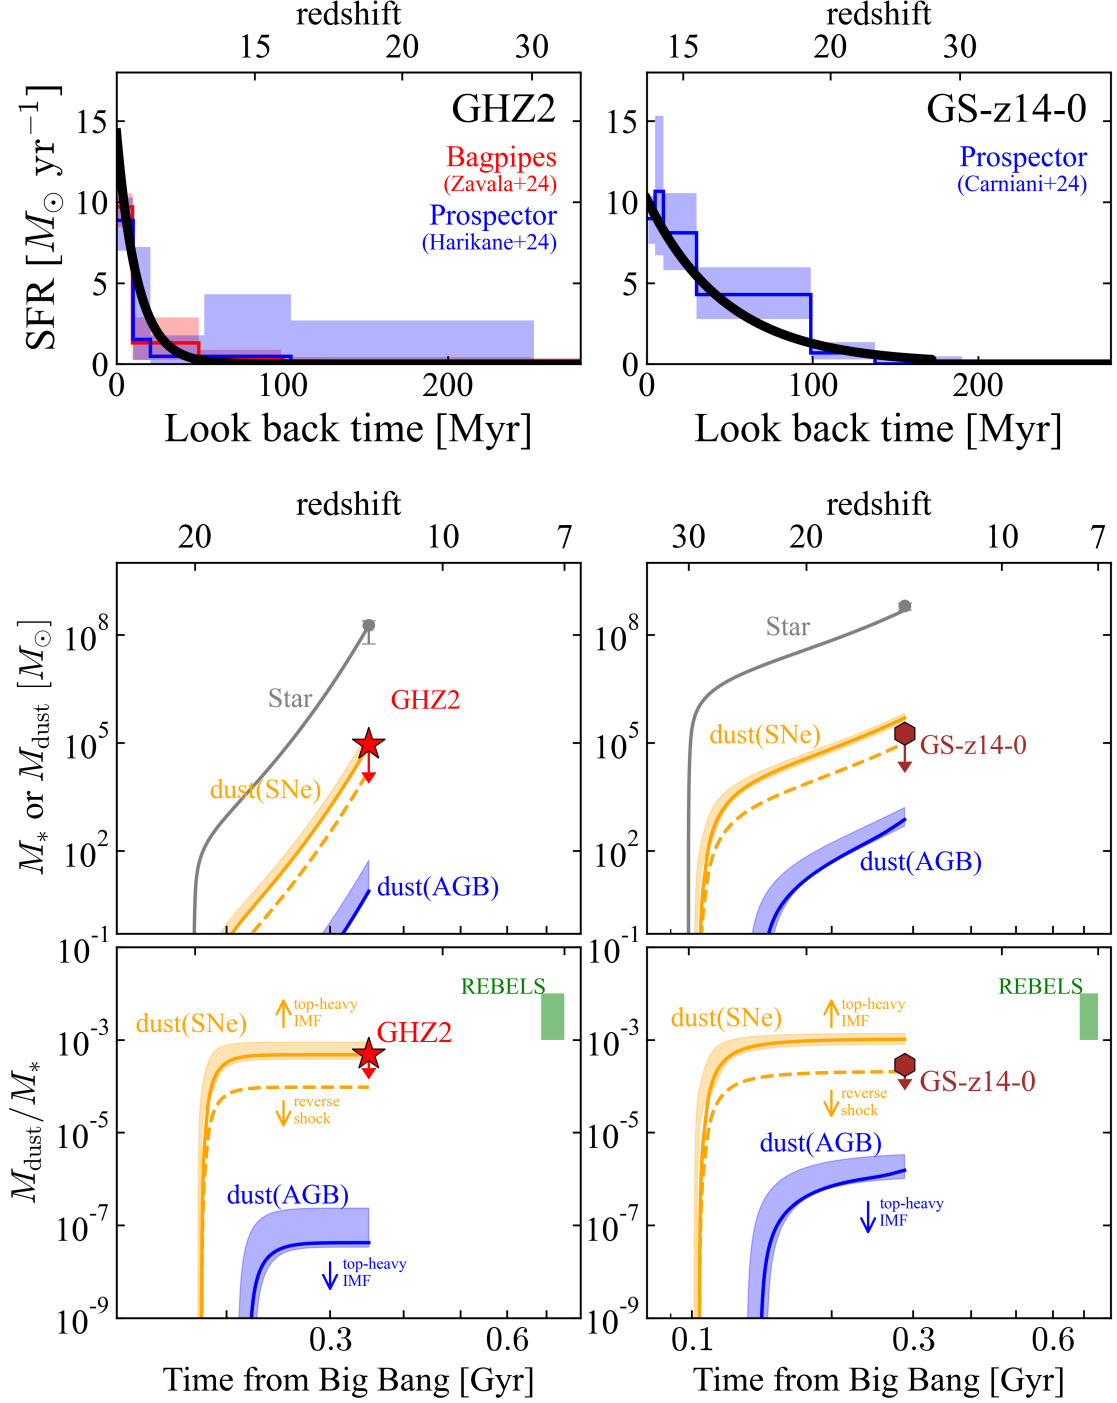 redshift
15 20 30
GHZ2
Bagpipes
(Zavala+24)
Prospector
(Harikane+24)
SFR [M⊙ yr−1]
15
10
5
0
0 100 200
Look back time [Myr]
redshift
15 20 30
GS-z14-0
Prospector
(Carniani+24)
15
10
5
0
0 100 200
Look back time [Myr]
redshift
20 10 7
M* or Mdust [M⊙]
10^8
10^5
10^2
10^-1
Star
GHZ2
dust(SNe)
dust(AGB)
redshift
30 20 10 7
10^8
10^5
10^2
10^-1
Star
dust(SNe)
GS-z14-0
dust(AGB)
Mdust/M*
10^-1
10^-3
10^-5
10^-7
10^-9
REBELS
top-heavy
IMF
dust(SNe)
GHZ2
reverse
shock
dust(AGB)
top-heavy
IMF
0.3 0.6
Time from Big Bang [Gyr]
10^-1
10^-3
10^-5
10^-7
10^-9
REBELS
top-heavy
IMF
dust(SNe)
GS-z14-0
reverse
shock
dust(AGB)
top-heavy
IMF
0.1 0.3 0.6
Time from Big Bang [Gyr]